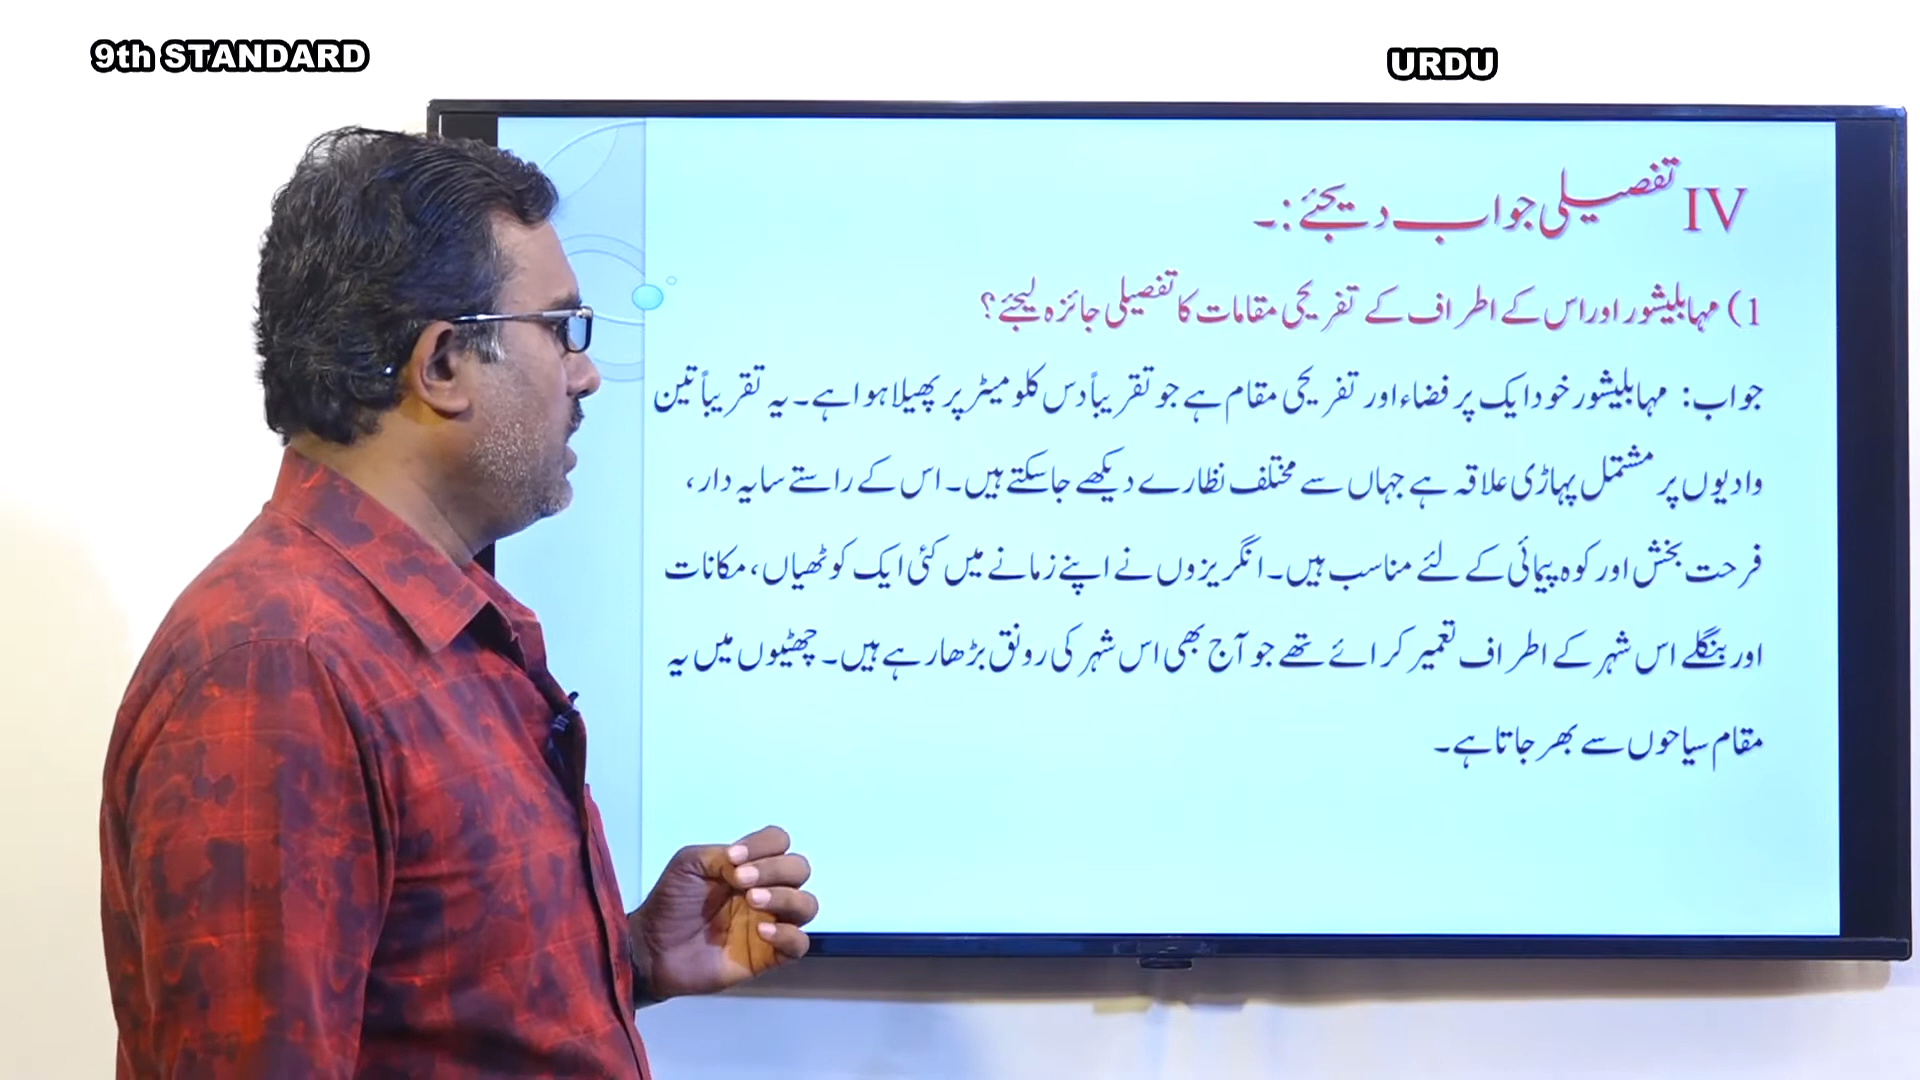 9th STANDARD
URDU
IV تفصیلی جواب دیجئے:۔
1) مہابلیشور اور اس کے اطراف کے تفریحی مقامات کا تفصیلی جائزہ لیجئے؟
جواب: مہابلیشور خود ایک پر فضاء اور تفریحی مقام ہے جو تقریباً دس کلو میٹر پر پھیلا ہوا ہے۔ یہ تقریباً تین
وادیوں پر مشتمل پہاڑی علاقہ ہے جہاں سے مختلف نظارے دیکھے جاسکتے ہیں۔ اس کے راستے سایہ دار،
فرحت بخش اور کوہ پیمائی کے لئے مناسب ہیں۔ انگریزوں نے اپنے زمانے میں کئی ایک کوٹھیاں، مکانات
اور بنگلے اس شہر کے اطراف تعمیر کرائے تھے جو آج بھی اس شہر کی رونق بڑھا رہے ہیں۔ چھٹیوں میں یہ
مقام سیاحوں سے بھر جاتا ہے۔